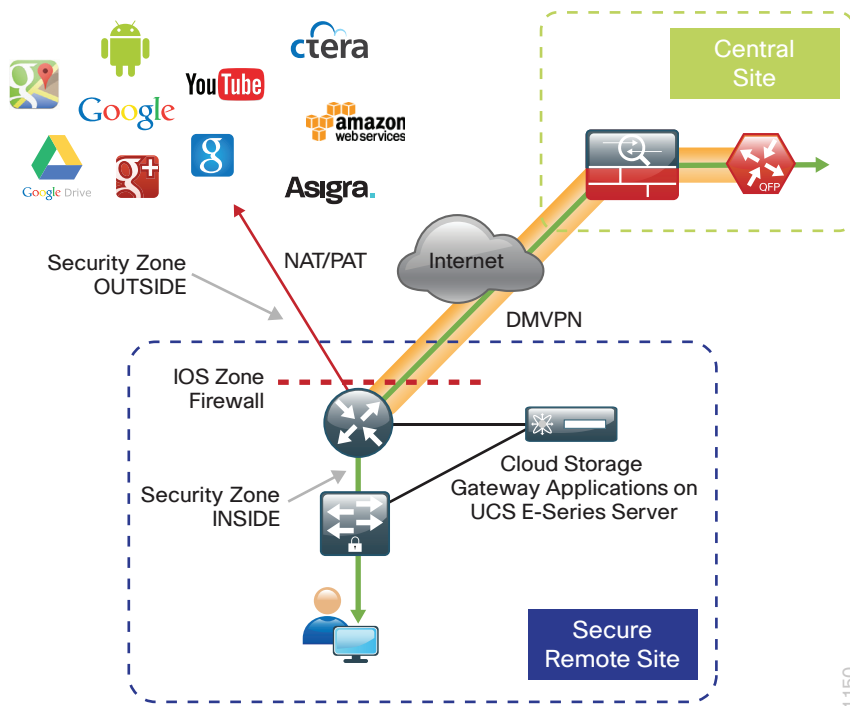 ctera
Central
Site
YouTube
Google
amazon
web services
g
Google Drive
g+
Asigra.
QFP
Security Zone
OUTSIDE
NAT/PAT
Internet
DMVPN
IOS Zone
Firewall
Security Zone
INSIDE
Cloud Storage
Gateway Applications on
UCS E-Series Server
Secure
Remote Site
1150